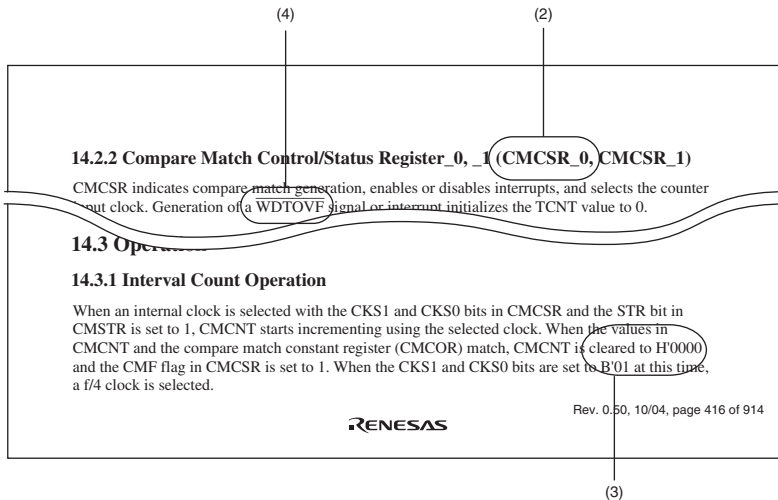 (4) (2)
14.2.2 Compare Match Control/Status Register_0, _1 (CMCSR_0, CMCSR_1)
CMCSR indicates compare match generation, enables or disables interrupts, and selects the counter
input clock. Generation of a WDTOVF signal or interrupt initializes the TCNT value to 0.
14.3 Operation
14.3.1 Interval Count Operation
When an internal clock is selected with the CKS1 and CKS0 bits in CMCSR and the STR bit in
CMSTR is set to 1, CMCNT starts incrementing using the selected clock. When the values in
CMCNT and the compare match constant register (CMCOR) match, CMCNT is cleared to H'0000
and the CMF flag in CMCSR is set to 1. When the CKS1 and CKS0 bits are set to B'01 at this time,
a f/4 clock is selected.
Rev. 0.50, 10/04, page 416 of 914
RENESAS
(3)